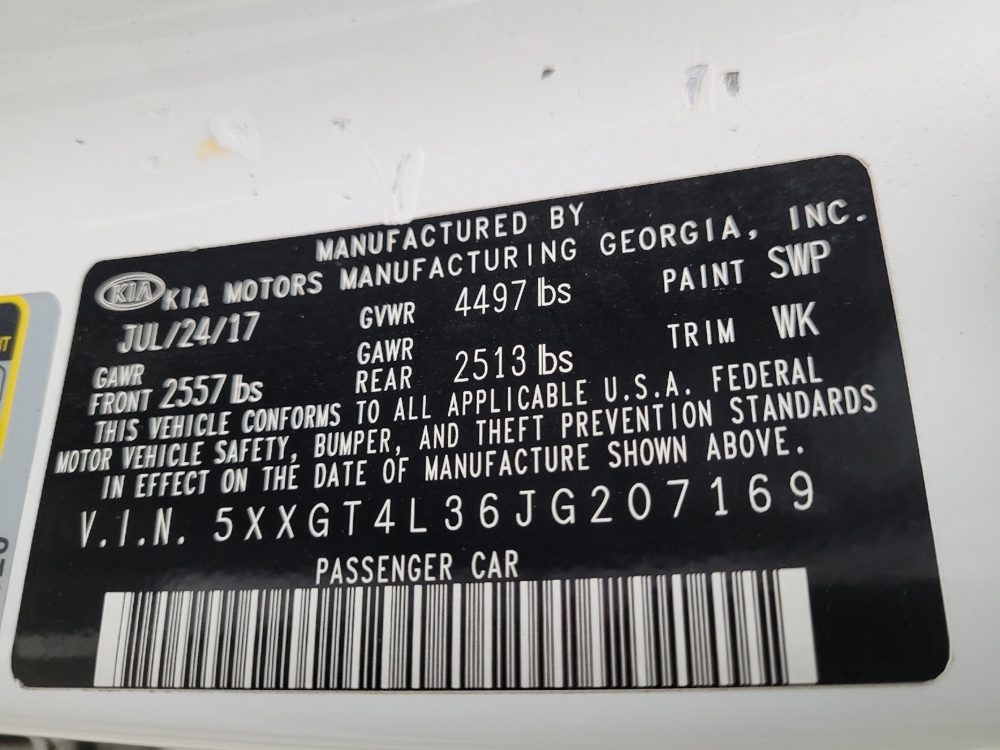 MANUFACTURED BY
KIA KIA MOTORS MANUFACTURING GEORGIA, INC.
JUL/24/17 GVWR 4497 lbs PAINT SWP
GAWR FRONT 2557 lbs GAWR REAR 2513 lbs TRIM WK
THIS VEHICLE CONFORMS TO ALL APPLICABLE U.S.A. FEDERAL
MOTOR VEHICLE SAFETY, BUMPER, AND THEFT PREVENTION STANDARDS
IN EFFECT ON THE DATE OF MANUFACTURE SHOWN ABOVE.
V.I.N. 5XXGT4L36JG207169
PASSENGER CAR